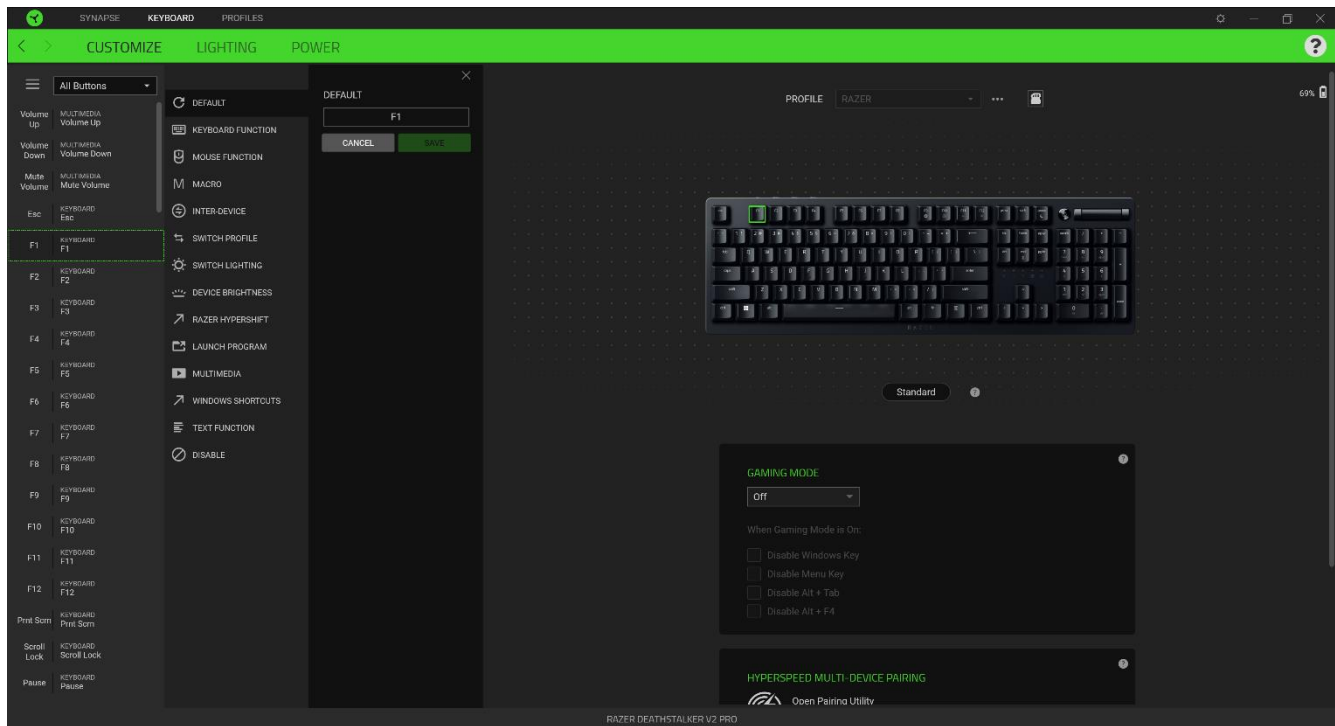 SYNAPSE KEYBOARD PROFILES
CUSTOMIZE LIGHTING POWER
?
All Buttons
Volume Up MULTIMEDIA Volume Up
Volume Down MULTIMEDIA Volume Down
Mute Volume MULTIMEDIA Mute Volume
Esc KEYBOARD Esc
F1 KEYBOARD F1
F2 KEYBOARD F2
F3 KEYBOARD F3
F4 KEYBOARD F4
F5 KEYBOARD F5
F6 KEYBOARD F6
F7 KEYBOARD F7
F8 KEYBOARD F8
F9 KEYBOARD F9
F10 KEYBOARD F10
F11 KEYBOARD F11
F12 KEYBOARD F12
Prnt Scrn KEYBOARD Prnt Scrn
Scroll Lock KEYBOARD Scroll Lock
Pause KEYBOARD Pause
DEFAULT
KEYBOARD FUNCTION
MOUSE FUNCTION
MACRO
INTER-DEVICE
SWITCH PROFILE
SWITCH LIGHTING
DEVICE BRIGHTNESS
RAZER HYPERSHIFT
LAUNCH PROGRAM
MULTIMEDIA
WINDOWS SHORTCUTS
TEXT FUNCTION
DISABLE
DEFAULT
F1
CANCEL SAVE
PROFILE RAZER
69%
Standard ?
GAMING MODE ?
Off
When Gaming Mode is On:
Disable Windows Key
Disable Menu Key
Disable Alt + Tab
Disable Alt + F4
HYPERSPEED MULTI-DEVICE PAIRING ?
Open Pairing Utility
RAZER DEATHSTALKER V2 PRO